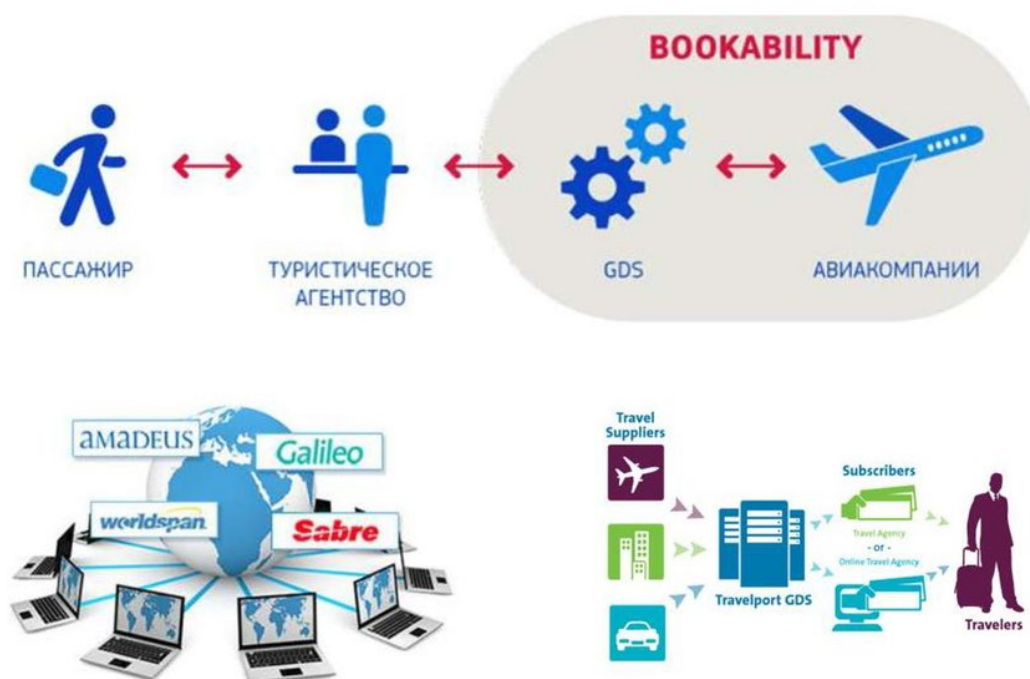 BOOKABILITY
ПАССАЖИР
ТУРИСТИЧЕСКОЕ
АГЕНТСТВО
GDS
АВИАКОМПАНИИ
amadeus
Galileo
worldspan
Sabre
Travel
Suppliers
Subscribers
Travel Agency
- or -
Online Travel Agency
Travelport GDS
Travelers